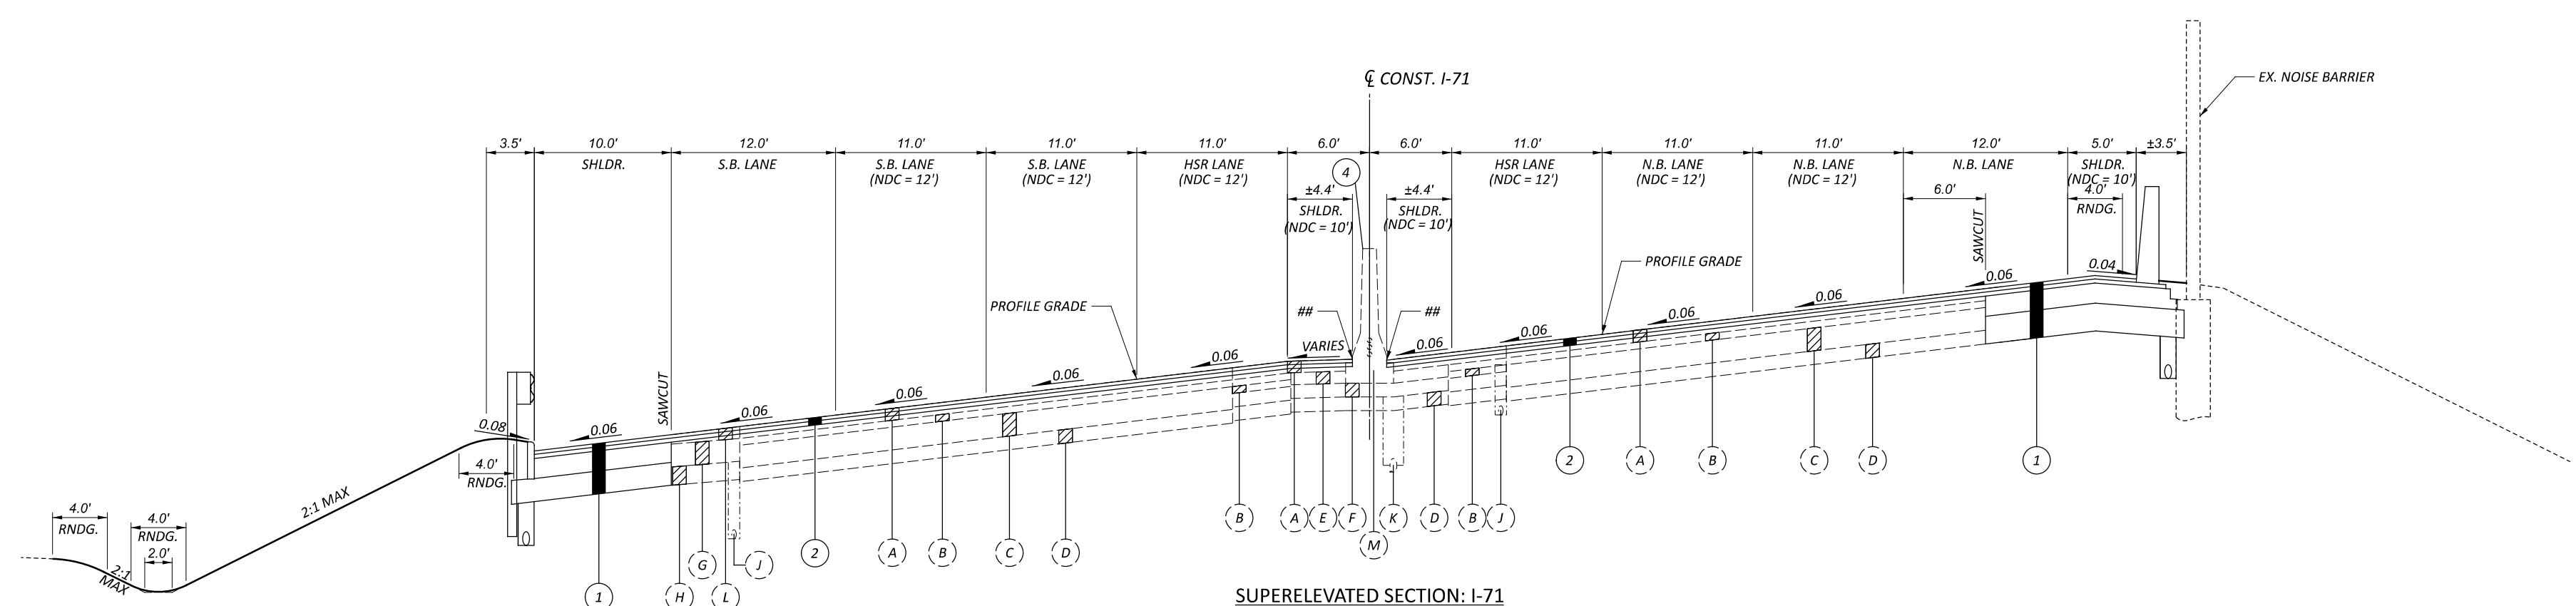 ℄ CONST. I-71
EX. NOISE BARRIER
3.5' 10.0' 12.0' 11.0' 11.0' 11.0' 6.0' 6.0' 11.0' 11.0' 11.0' 12.0' 5.0' ±3.5'
SHLDR. S.B. LANE S.B. LANE S.B. LANE HSR LANE HSR LANE N.B. LANE N.B. LANE N.B. LANE SHLDR.
(NDC = 12') (NDC = 12') (NDC = 12') (NDC = 12') (NDC = 12') (NDC = 12') (NDC = 10')
4
±4.4' ±4.4' 6.0' 4.0'
SHLDR. SHLDR. RNDG.
(NDC = 10') (NDC = 10')
SAWCUT
PROFILE GRADE
0.04
0.06
PROFILE GRADE
0.06
## ##
0.06
0.06
VARIES 0.06
0.06
0.06
0.06
SAWCUT
0.06
0.08 0.06
4.0'
RNDG.
2:1 MAX
4.0' 4.0'
RNDG. RNDG.
2.0'
2:1
MAX
2 A B C D 1
B A E F K D B J
M
G J 2 A B C D
1 H L
SUPERELEVATED SECTION: I-71